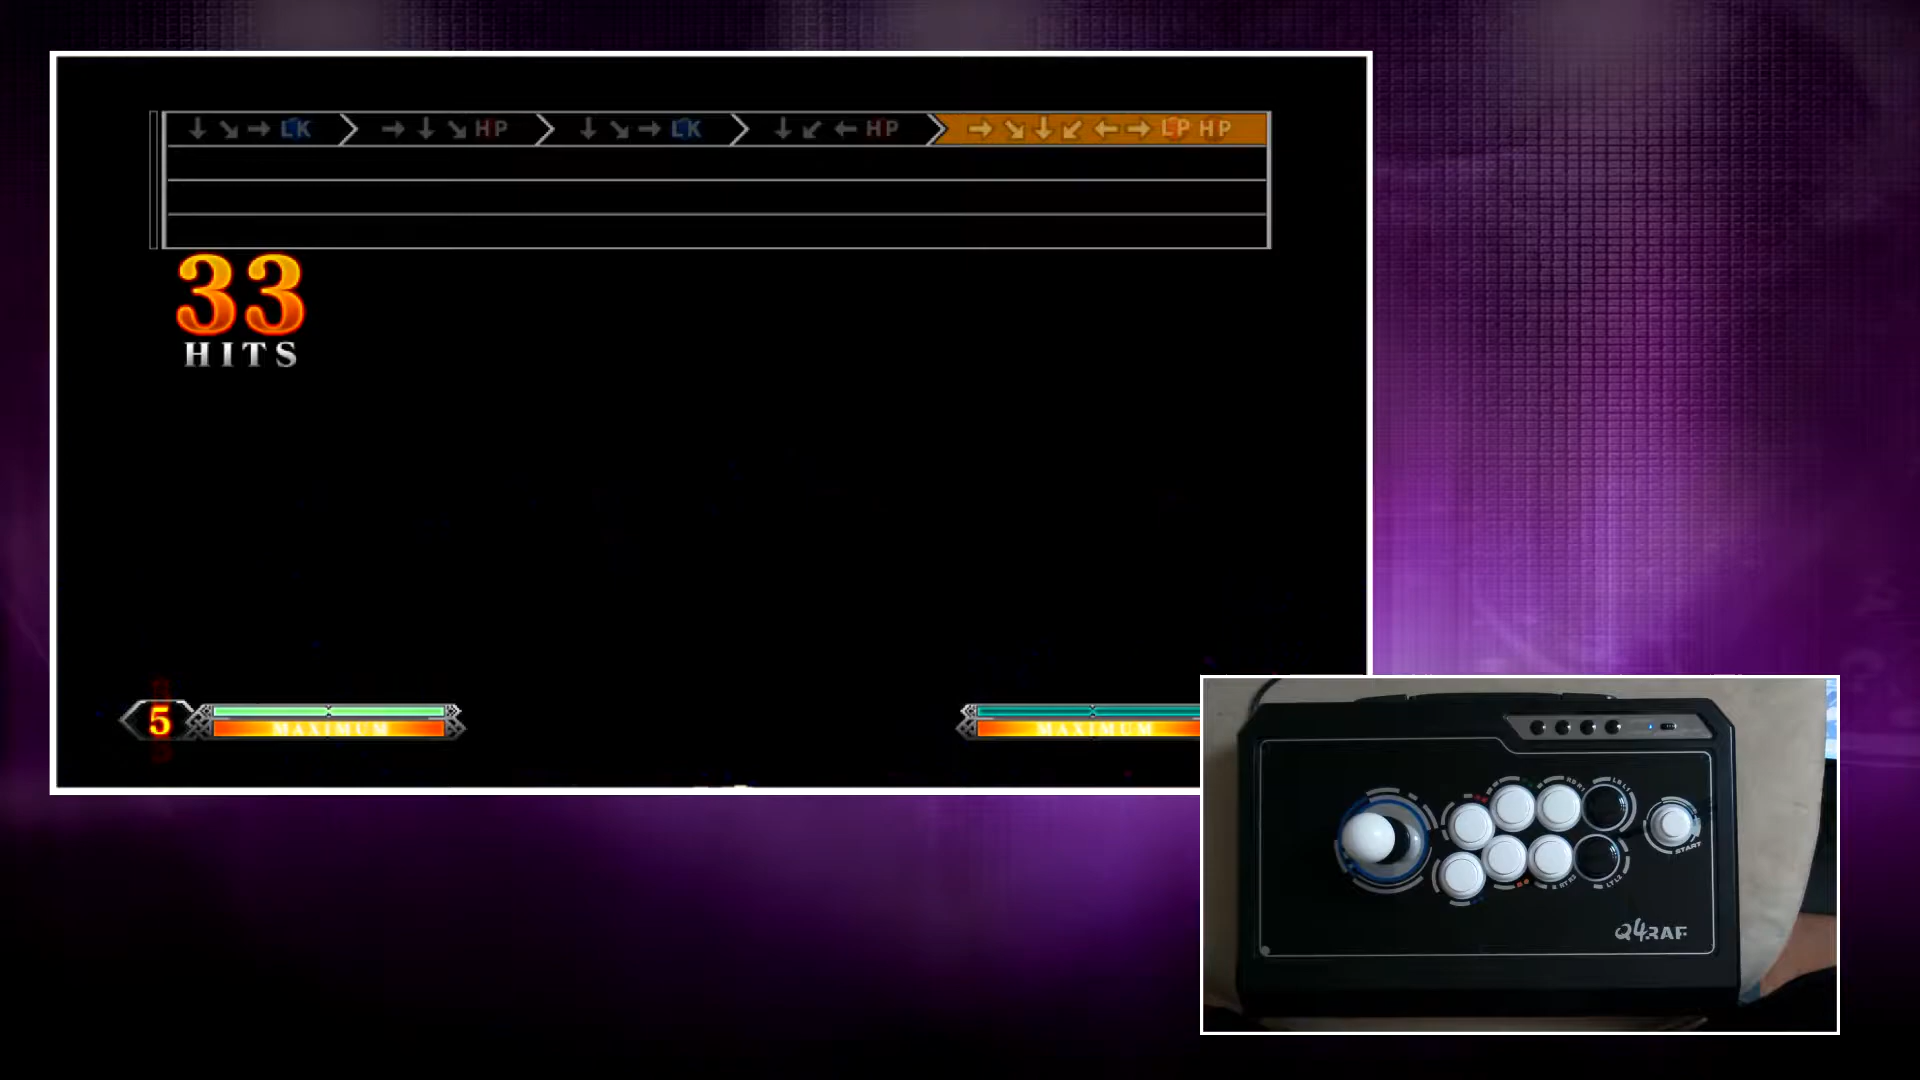 ↓ ↘ → LK → ↓ ↘ HP ↓ ↘ → LK ↓ ↙ ← HP → ↘ ↓ ↙ ← → LP HP
33
HITS
5 MAXIMUM MAXIMUM
START
Q4RAF